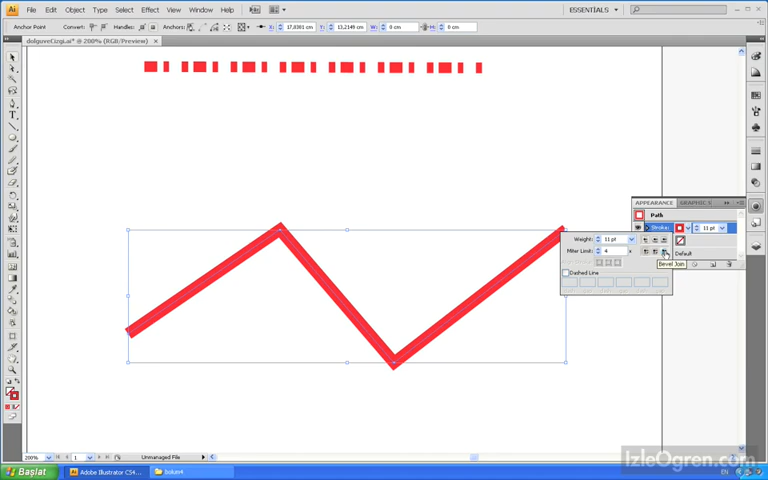 Ai File Edit Object Type Select Effect View Window Help Br ESSENTIALS
Anchor Point Convert: Handles: Anchors: X: 17,8381 cm Y: 13,2149 cm W: 0 cm H: 0 cm
dolguveCizgi.ai* @ 200% (RGB/Preview) ×
APPEARANCE GRAPHIC S
Path
Stroke: 11 pt
Weight: 11 pt
Miter Limit: 4 x
Default
Bevel Join
Dashed Line
200% 1 Unmanaged File
IzleOgren.com
Başlat Adobe Illustrator CS4... bolum4 EN